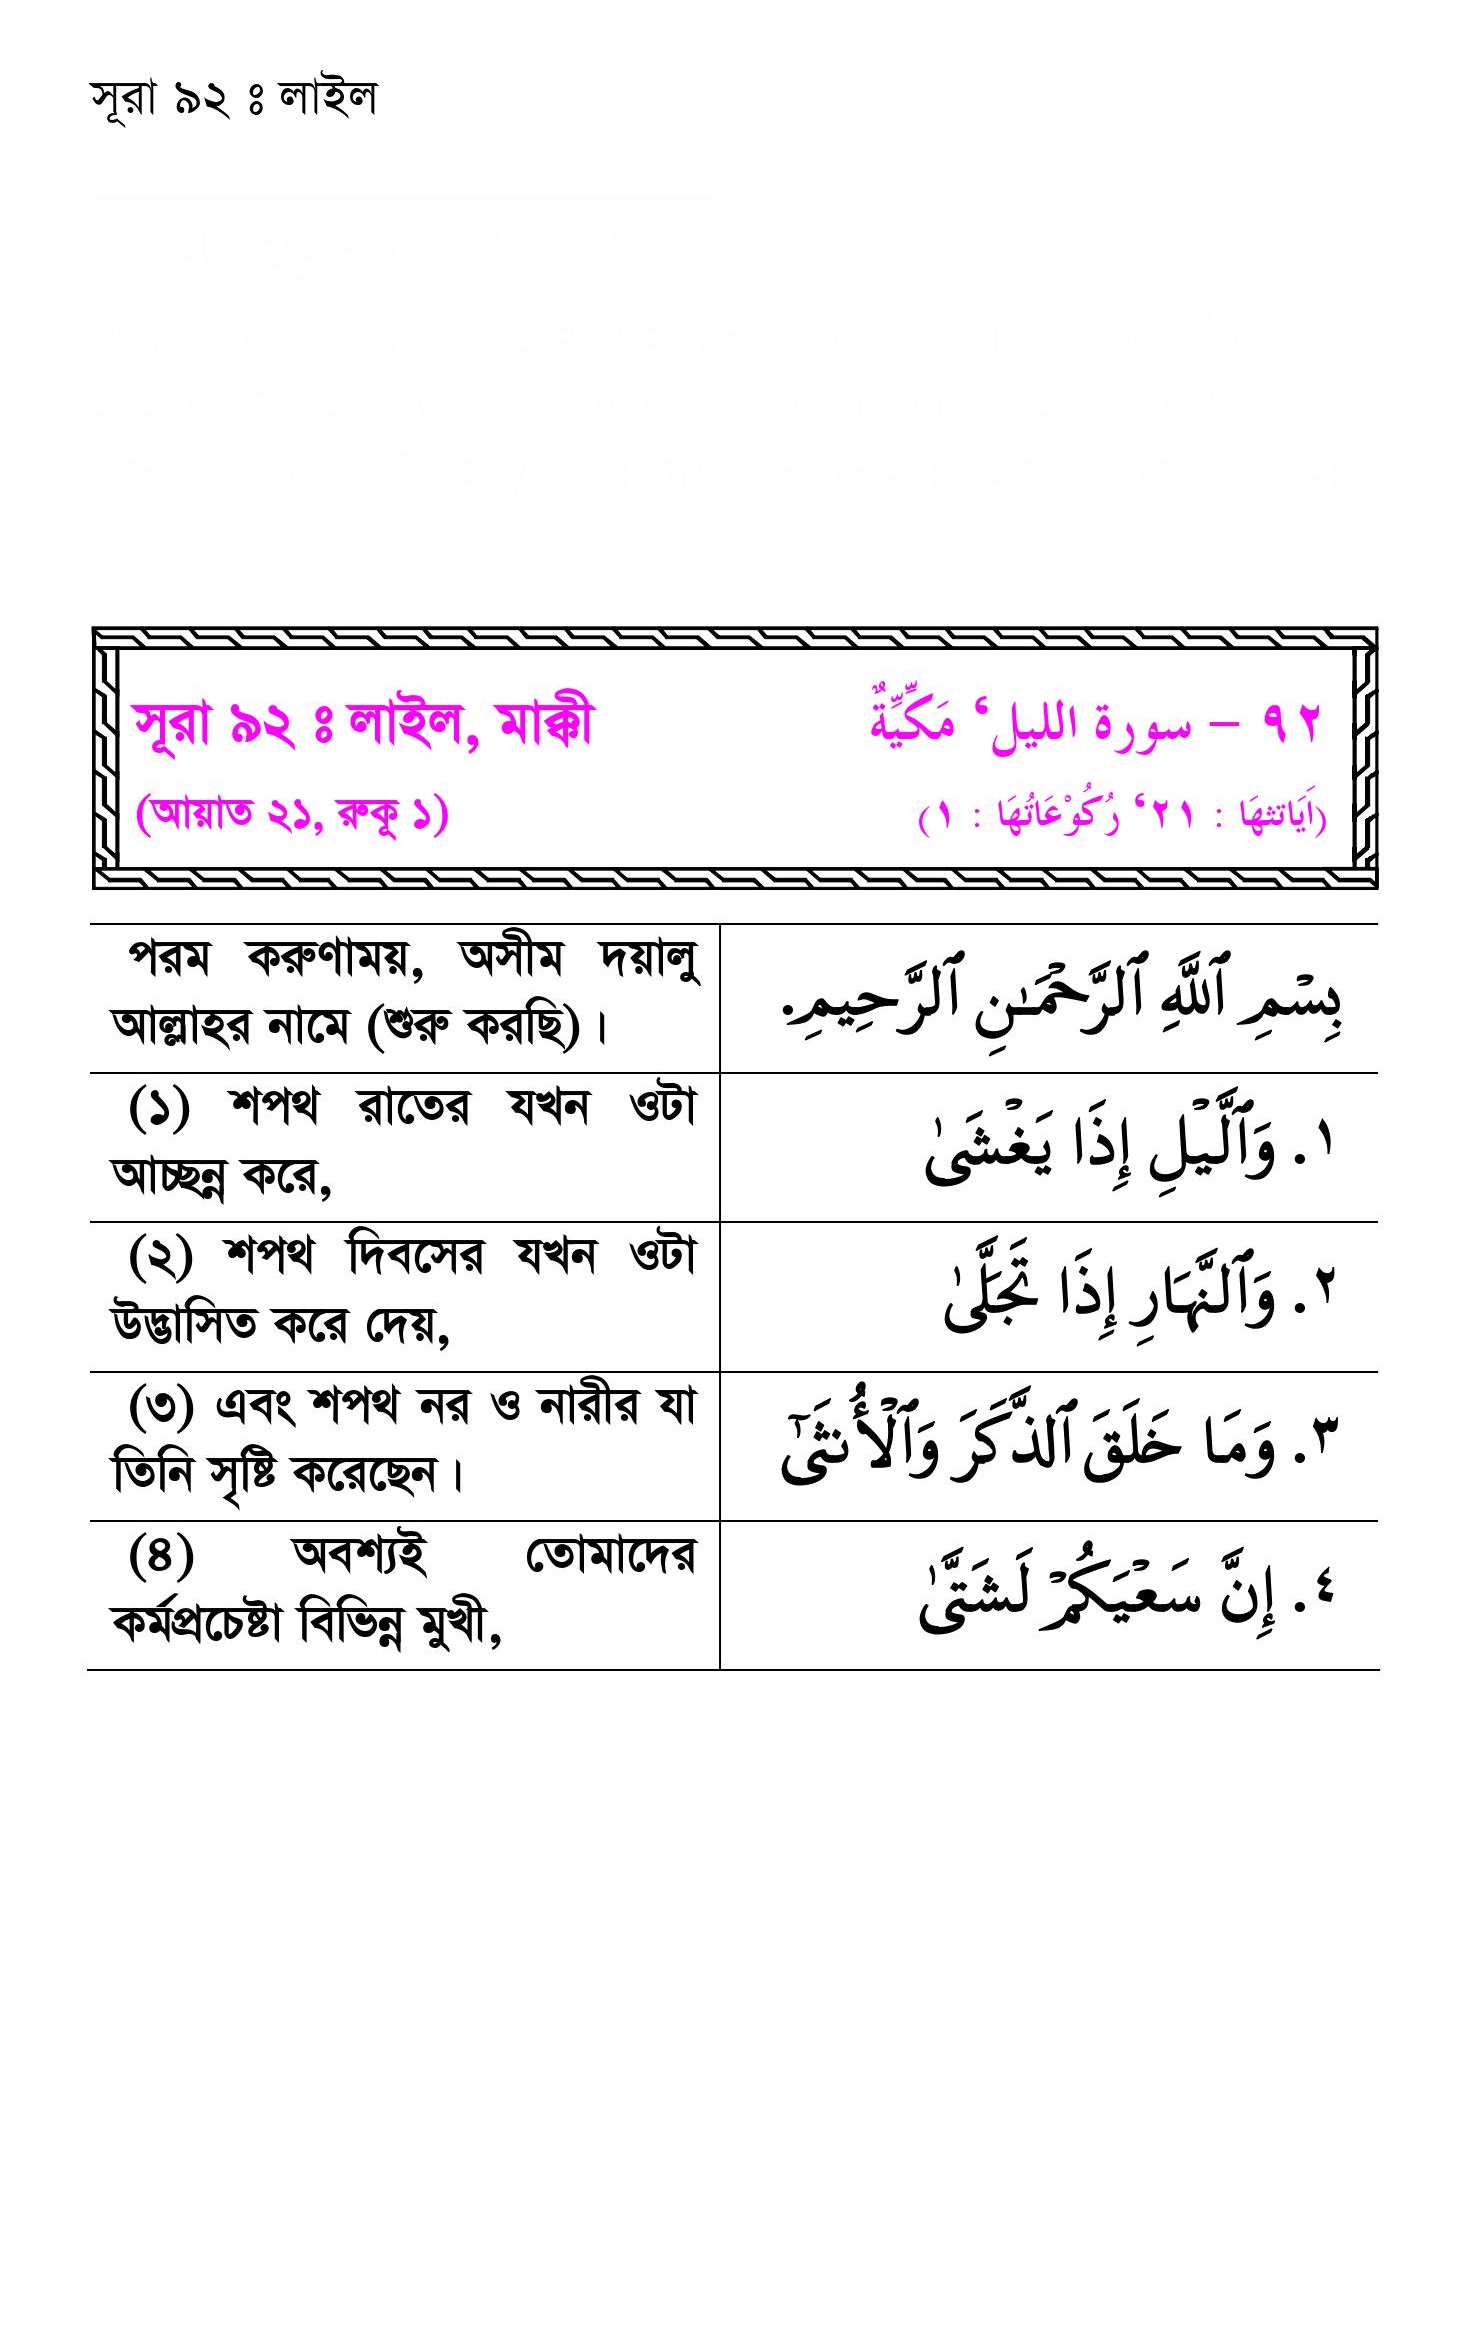 সূরা ৯২ ঃ লাইল
সূরা ৯২ ঃ লাইল, মাক্কী
٩٢ – سورة الليل‘ مَكِّيَّةٌ
(আয়াত ২১, রুকূ ১)
(اَيَاتثهَا : ٢١‘ رُكُوْعَاتُهَا : ١)
পরম করুণাময়, অসীম দয়ালু
আল্লাহর নামে (শুরু করছি)।
بِسْمِ ٱللَّهِ ٱلرَّحْمَـٰنِ ٱلرَّحِيمِ.
(১) শপথ রাতের যখন ওটা
আচ্ছন্ন করে,
١. وَٱلَّيْلِ إِذَا يَغْشَىٰ
(২) শপথ দিবসের যখন ওটা
উদ্ভাসিত করে দেয়,
٢. وَٱلنَّهَارِ إِذَا تَجَلَّىٰ
(৩) এবং শপথ নর ও নারীর যা
তিনি সৃষ্টি করেছেন।
٣. وَمَا خَلَقَ ٱلذَّكَرَ وَٱلْأُنثَىٰٓ
(৪) অবশ্যই তোমাদের
কর্মপ্রচেষ্টা বিভিন্ন মুখী,
٤. إِنَّ سَعْيَكُمْ لَشَتَّىٰ